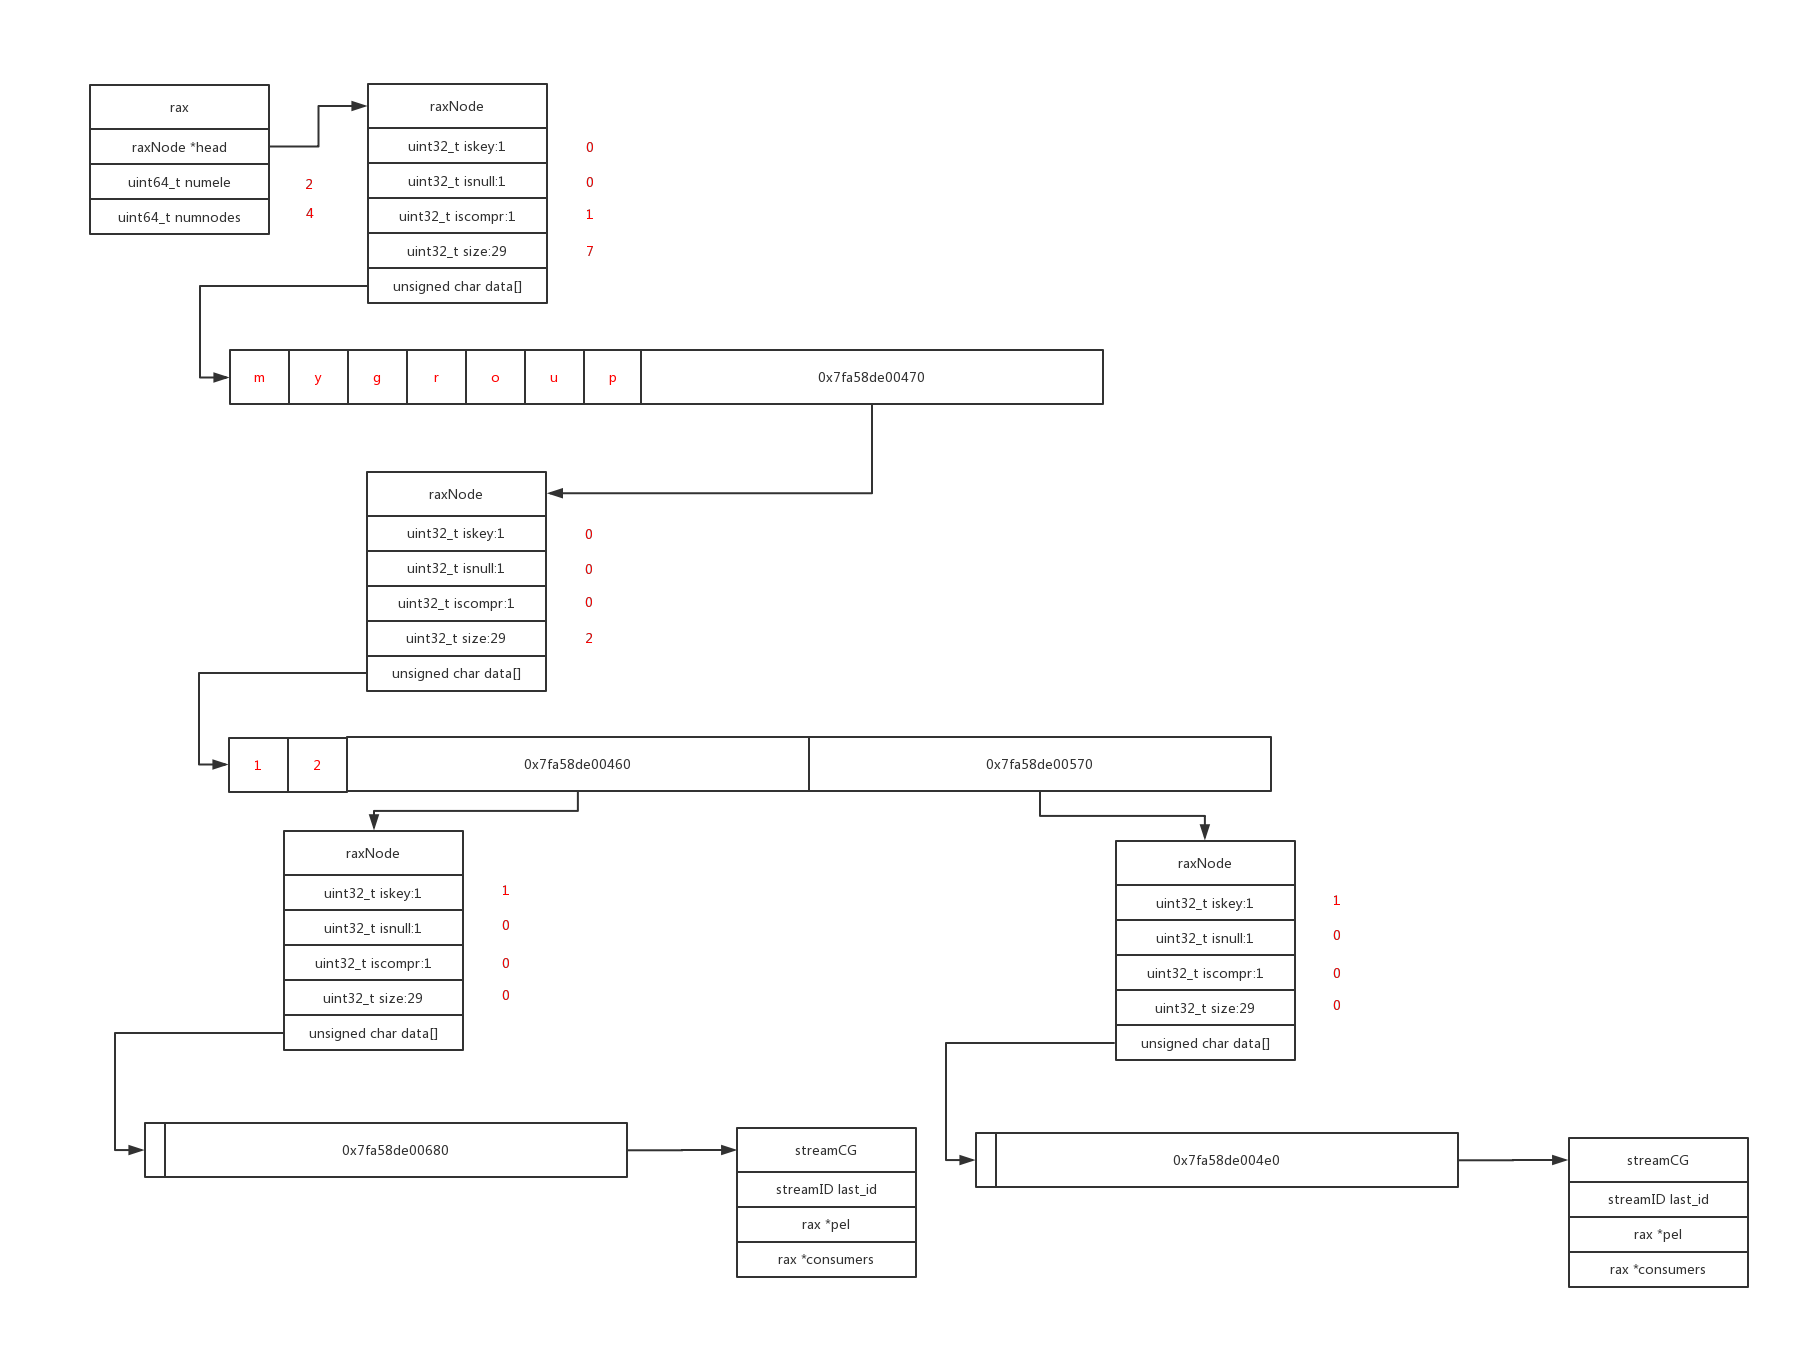 rax
raxNode *head
uint64_t numele 2
uint64_t numnodes 4
raxNode
uint32_t iskey:1 0
uint32_t isnull:1 0
uint32_t iscompr:1 1
uint32_t size:29 7
unsigned char data[]
m y g r o u p 0x7fa58de00470
raxNode
uint32_t iskey:1 0
uint32_t isnull:1 0
uint32_t iscompr:1 0
uint32_t size:29 2
unsigned char data[]
1 2 0x7fa58de00460 0x7fa58de00570
raxNode
uint32_t iskey:1 1
uint32_t isnull:1 0
uint32_t iscompr:1 0
uint32_t size:29 0
unsigned char data[]
0x7fa58de00680
streamCG
streamID last_id
rax *pel
rax *consumers
raxNode
uint32_t iskey:1 1
uint32_t isnull:1 0
uint32_t iscompr:1 0
uint32_t size:29 0
unsigned char data[]
0x7fa58de004e0
streamCG
streamID last_id
rax *pel
rax *consumers